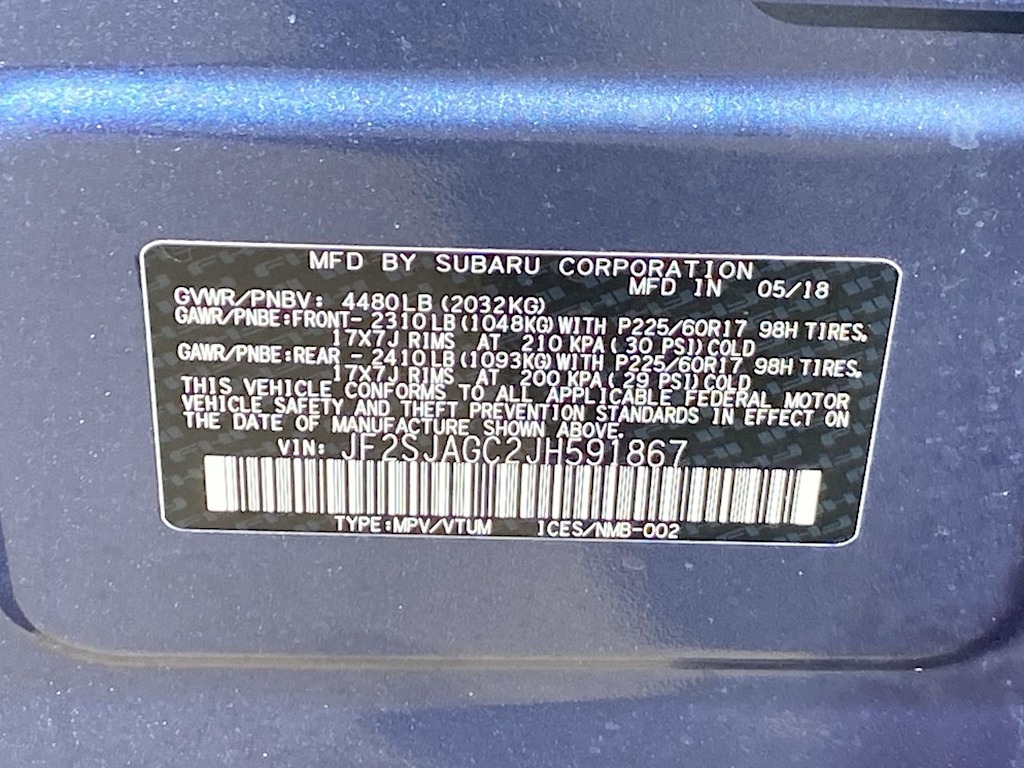 MFD BY SUBARU CORPORATION
MFD IN 05/18
GVWR/PNBV: 4480LB (2032KG)
GAWR/PNBE:FRONT- 2310LB (1048KG) WITH P225/60R17 98H TIRES,
17X7J RIMS AT 210 KPA (30 PSI) COLD
GAWR/PNBE:REAR - 2410LB (1093KG) WITH P225/60R17 98H TIRES,
17X7J RIMS AT 200 KPA (29 PSI) COLD
THIS VEHICLE CONFORMS TO ALL APPLICABLE FEDERAL MOTOR
VEHICLE SAFETY AND THEFT PREVENTION STANDARDS IN EFFECT ON
THE DATE OF MANUFACTURE SHOWN ABOVE.
VIN: JF2SJAGC2JH591867
TYPE:MPV/VTUM ICES/NMB-002